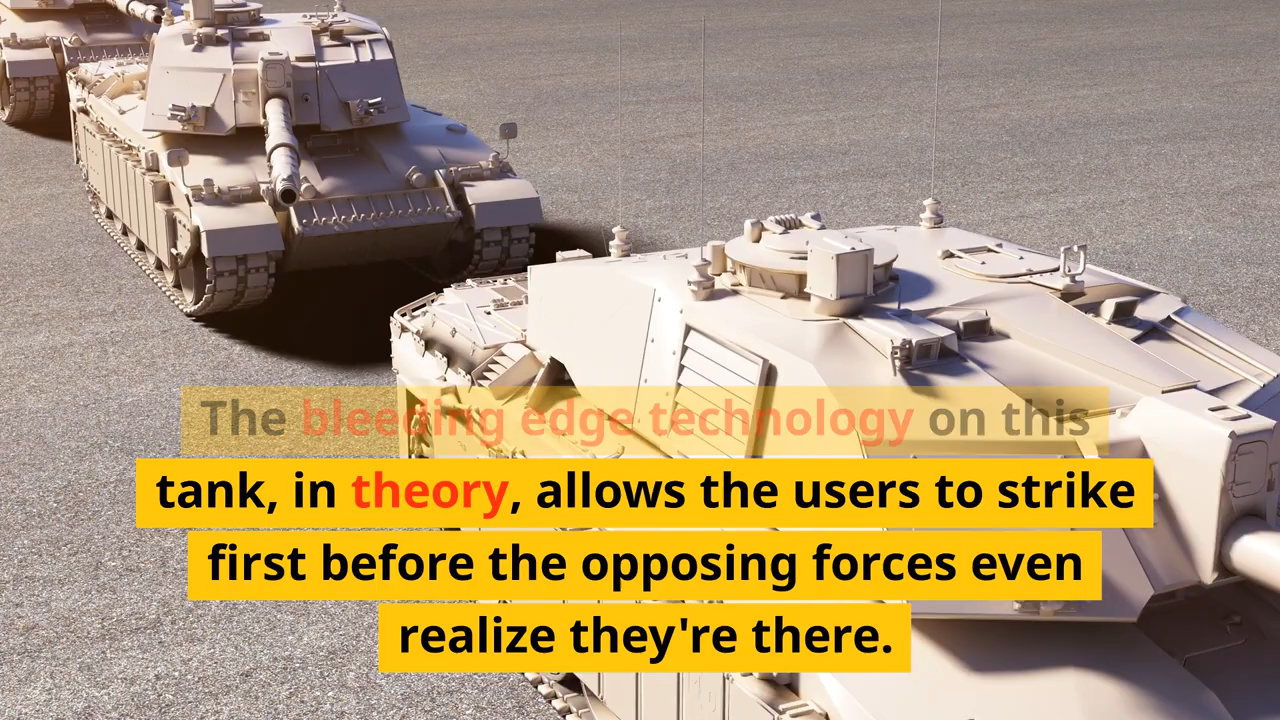 The bleeding edge technology on this
tank, in theory, allows the users to strike
first before the opposing forces even
realize they're there.